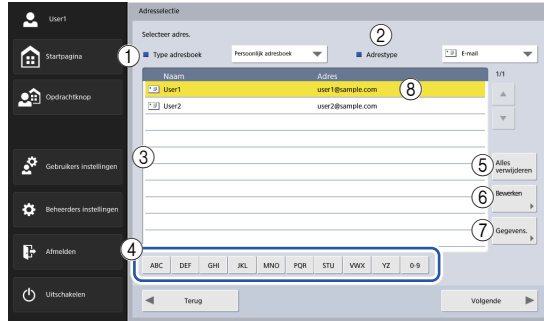 User1
Startpagina
Opdrachtknop
Gebruikers instellingen
Beheerders instellingen
Afmelden
Uitschakelen
Adresselectie
Selecteer adres.
1 Type adresboek Persoonlijk adresboek 2 Adrestype E-mail
Naam Adres 1/1
User1 user1@sample.com 8
User2 user2@sample.com
3
5 Alles verwijderen
6 Bewerken
7 Gegevens.
4
ABC DEF GHI JKL MNO PQR STU VWX YZ 0-9
Terug Volgende